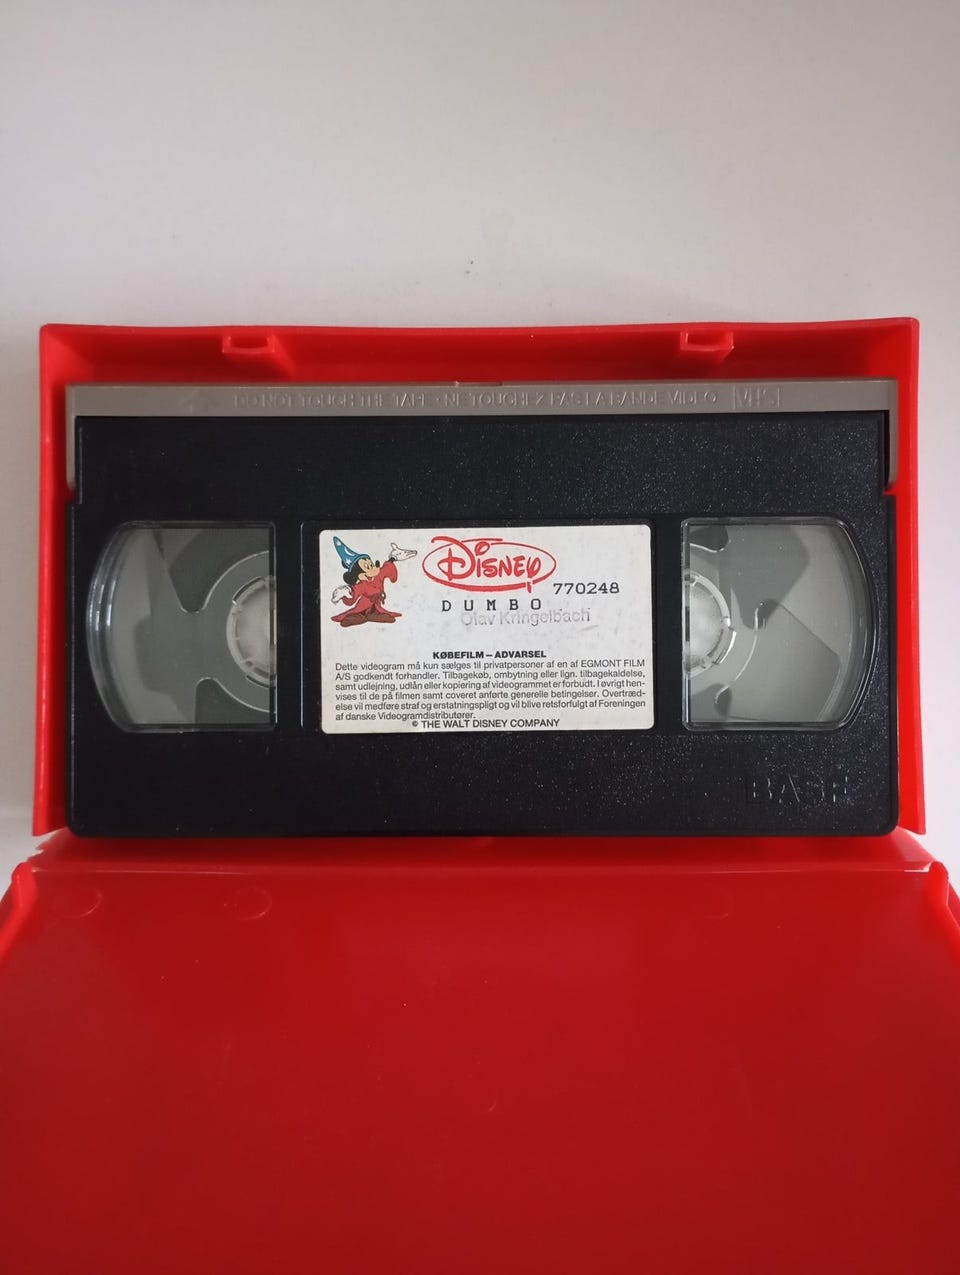 DO NOT TOUCH THE TAPE · NE TOUCHEZ PAS LA BANDE VIDEO VHS
Disney
770248
DUMBO
Olav Kringelbach
KØBEFILM – ADVARSEL
Dette videogram må kun sælges til privatpersoner af en af EGMONT FILM
A/S godkendt forhandler. Tilbagekøb, ombytning eller lign. tilbagekaldelse,
samt udlejning, udlån eller kopiering af videogrammet er forbudt. I øvrigt hen-
vises til de på filmen samt coveret anførte generelle betingelser. Overtræd-
else vil medføre straf og erstatningspligt og vil blive retsforfulgt af Foreningen
af danske Videogramdistributører.
© THE WALT DISNEY COMPANY
BASF